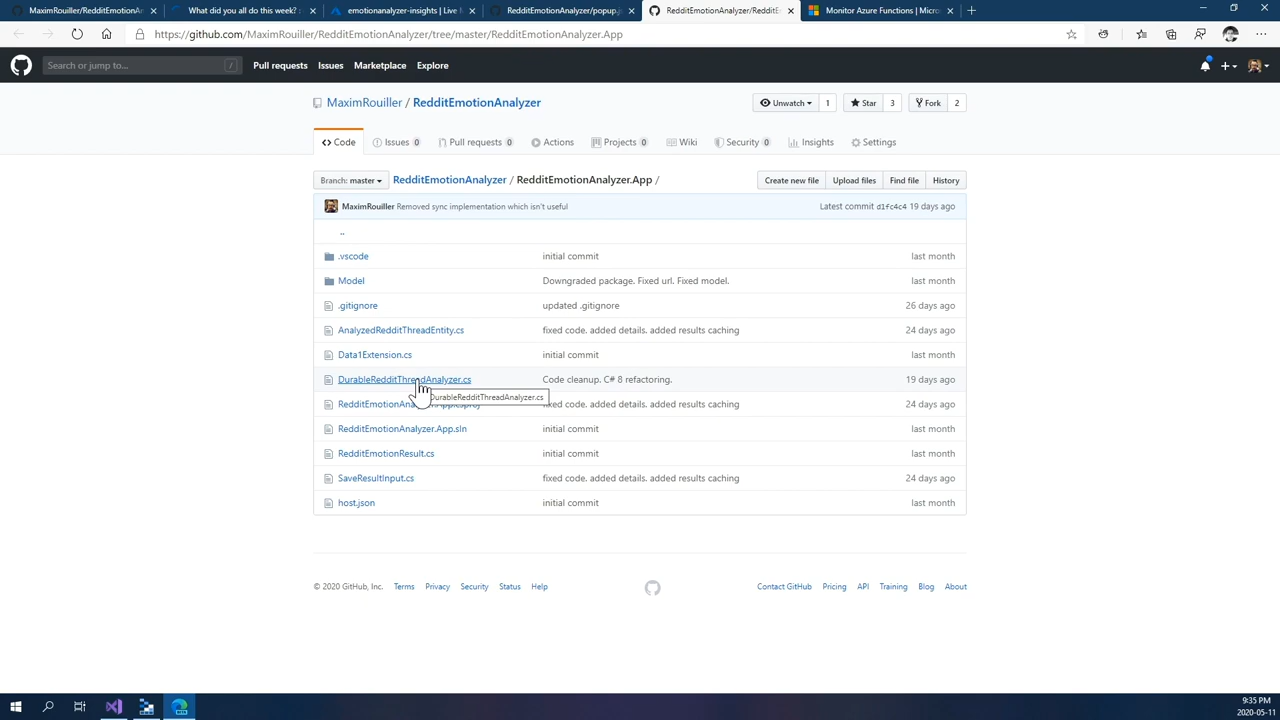 MaximRouiller/RedditEmotionAna
What did you all do this week? :
emotionanalyzer-insights | Live M
RedditEmotionAnalyzer/popup.js
RedditEmotionAnalyzer/RedditEm
Monitor Azure Functions | Micros
https://github.com/MaximRouiller/RedditEmotionAnalyzer/tree/master/RedditEmotionAnalyzer.App
Search or jump to...
/
Pull requests
Issues
Marketplace
Explore
MaximRouiller / RedditEmotionAnalyzer
Unwatch 1
Star 3
Fork 2
Code
Issues 0
Pull requests 0
Actions
Projects 0
Wiki
Security 0
Insights
Settings
Branch: master
RedditEmotionAnalyzer / RedditEmotionAnalyzer.App /
Create new file
Upload files
Find file
History
MaximRouiller Removed sync implementation which isn't useful
Latest commit d1fc4c4 19 days ago
..
.vscode initial commit last month
Model Downgraded package. Fixed url. Fixed model. last month
.gitignore updated .gitignore 26 days ago
AnalyzedRedditThreadEntity.cs fixed code. added details. added results caching 24 days ago
Data1Extension.cs initial commit last month
DurableRedditThreadAnalyzer.cs Code cleanup. C# 8 refactoring. 19 days ago
DurableRedditThreadAnalyzer.cs
fixed code. added details. added results caching 24 days ago
RedditEmotionAnalyzer.App.sln initial commit last month
RedditEmotionResult.cs initial commit last month
SaveResultInput.cs fixed code. added details. added results caching 24 days ago
host.json initial commit last month
© 2020 GitHub, Inc.
Terms
Privacy
Security
Status
Help
Contact GitHub
Pricing
API
Training
Blog
About
9:35 PM
2020-05-11